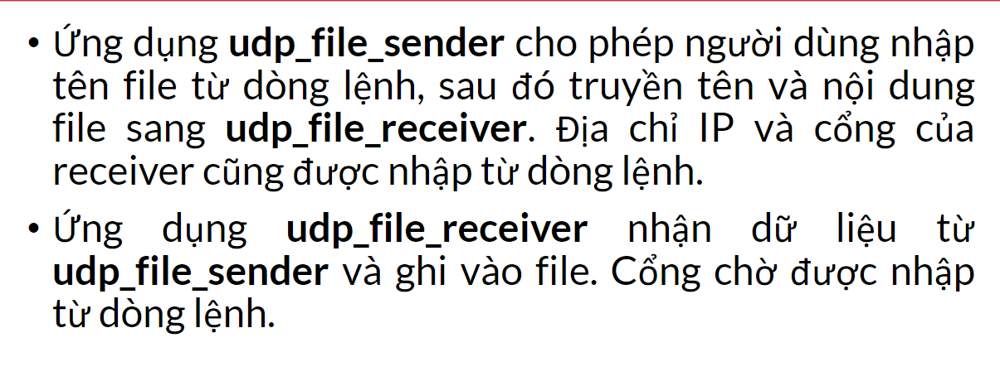 • Ứng dụng udp_file_sender cho phép người dùng nhập
tên file từ dòng lệnh, sau đó truyền tên và nội dung
file sang udp_file_receiver. Địa chỉ IP và cổng của
receiver cũng được nhập từ dòng lệnh.
• Ứng dụng udp_file_receiver nhận dữ liệu từ
udp_file_sender và ghi vào file. Cổng chờ được nhập
từ dòng lệnh.